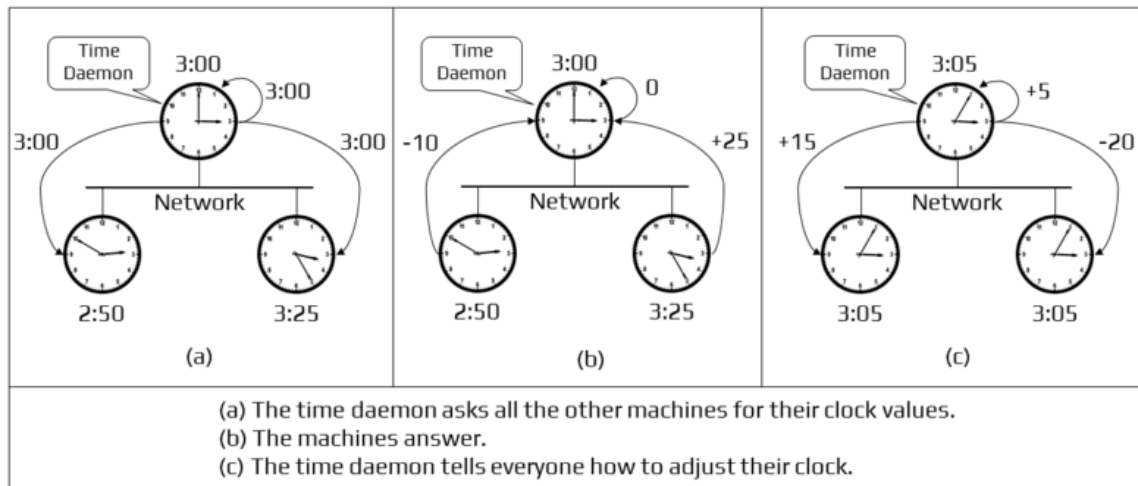 Time
Daemon
3:00
3:00
3:00
3:00
Network
2:50
3:25
(a)
Time
Daemon
3:00
0
-10
+25
Network
2:50
3:25
(b)
Time
Daemon
3:05
+5
+15
-20
Network
3:05
3:05
(c)
(a) The time daemon asks all the other machines for their clock values.
(b) The machines answer.
(c) The time daemon tells everyone how to adjust their clock.